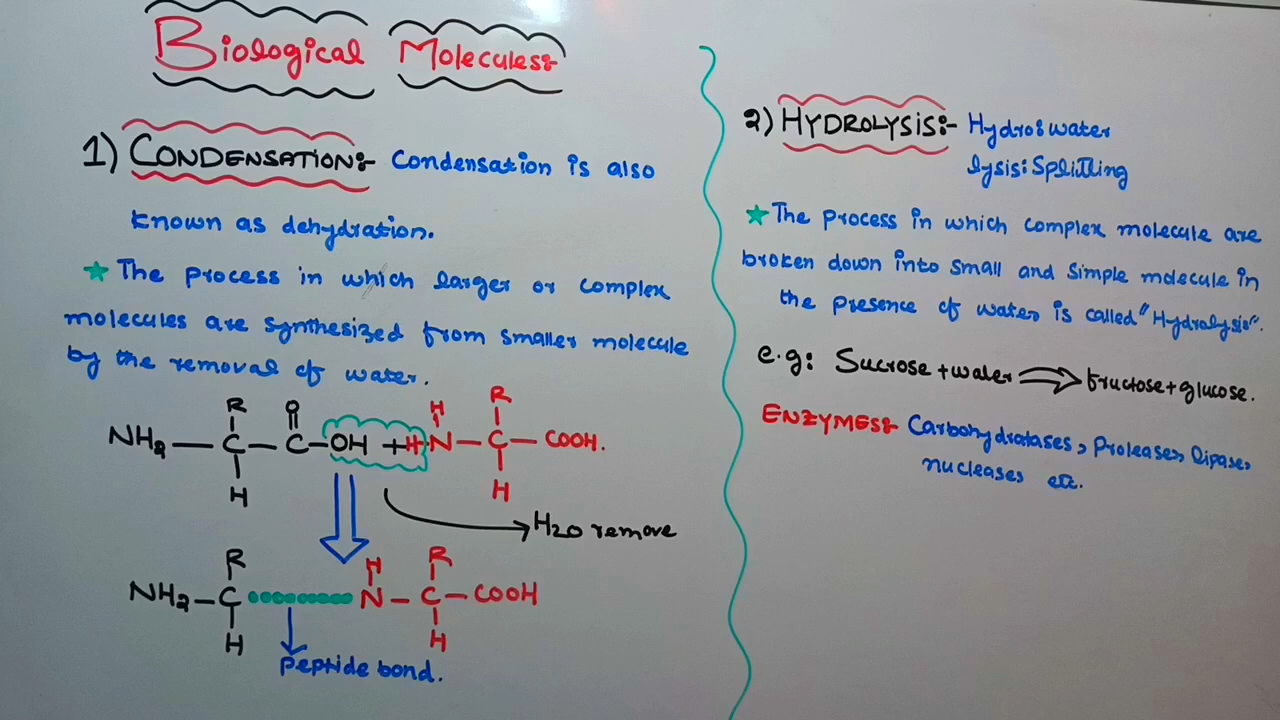 Biological Molecules:
1) CONDENSATION:- Condensation is also
known as dehydration.
★ The process in which larger or complex
molecules are synthesized from smaller molecule
by the removal of water.
R O H R
NH2 — C — C — OH + H N — C — COOH.
H H
H2O remove
R H R
NH2 — C N — C — COOH
H H
Peptide bond.
2) HYDROLYSIS:- Hydro: water
lysis: Splitting
★ The process in which complex molecule are
broken down into small and simple molecule in
the presence of water is called "Hydrolysis".
e.g: Sucrose + water ⇒ fructose + glucose.
ENZYMES:- Carbohydratases, Proteases, lipases,
nucleases etc.